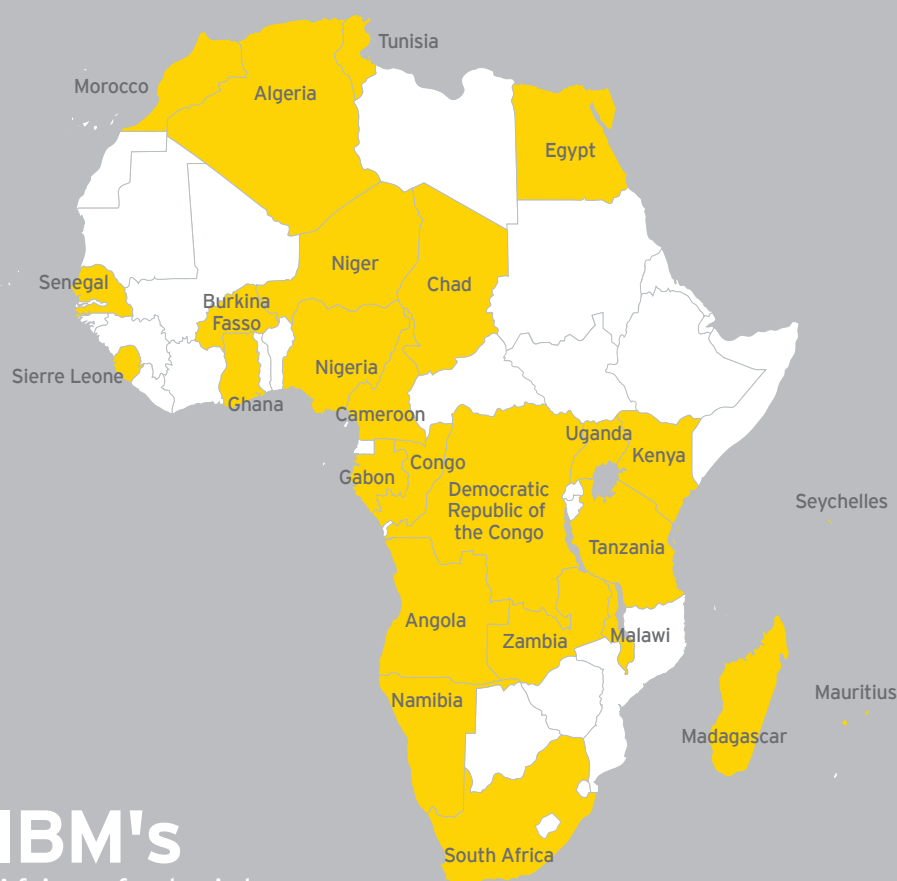 Tunisia
Morocco
Algeria
Egypt
Niger
Chad
Senegal
Burkina
Fasso
Nigeria
Sierre Leone
Ghana
Cameroon
Uganda
Kenya
Congo
Gabon
Democratic
Republic of
the Congo
Seychelles
Tanzania
Angola
Zambia
Malawi
Namibia
Mauritius
Madagascar
IBM's
South Africa